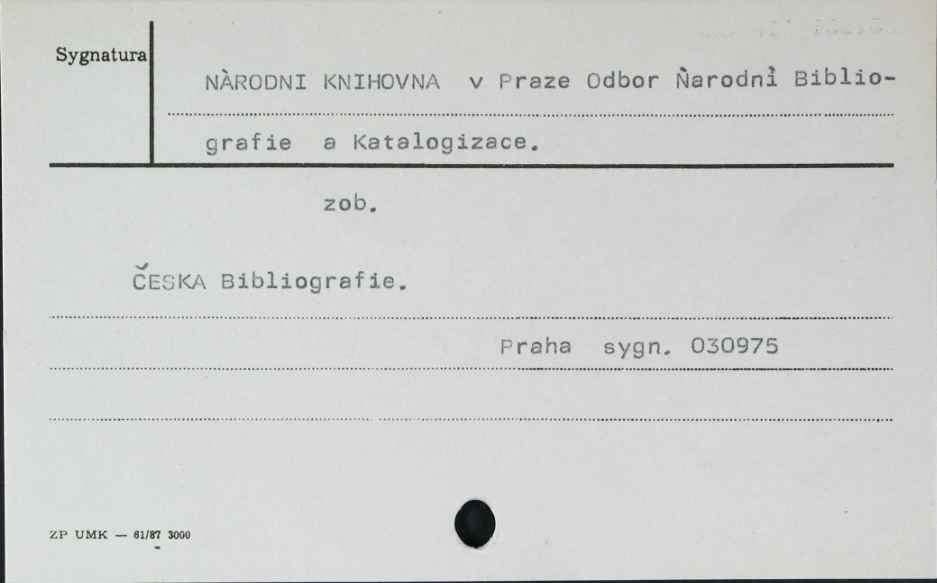 Sygnatura
NÀRODNI KNIHOVNA v Praze Odbor Ǹarodnì Biblio-
grafie a Katalogizace.
zob.
ČESKA Bibliografie.
Praha sygn. 030975
ZP UMK — 61/87 3000